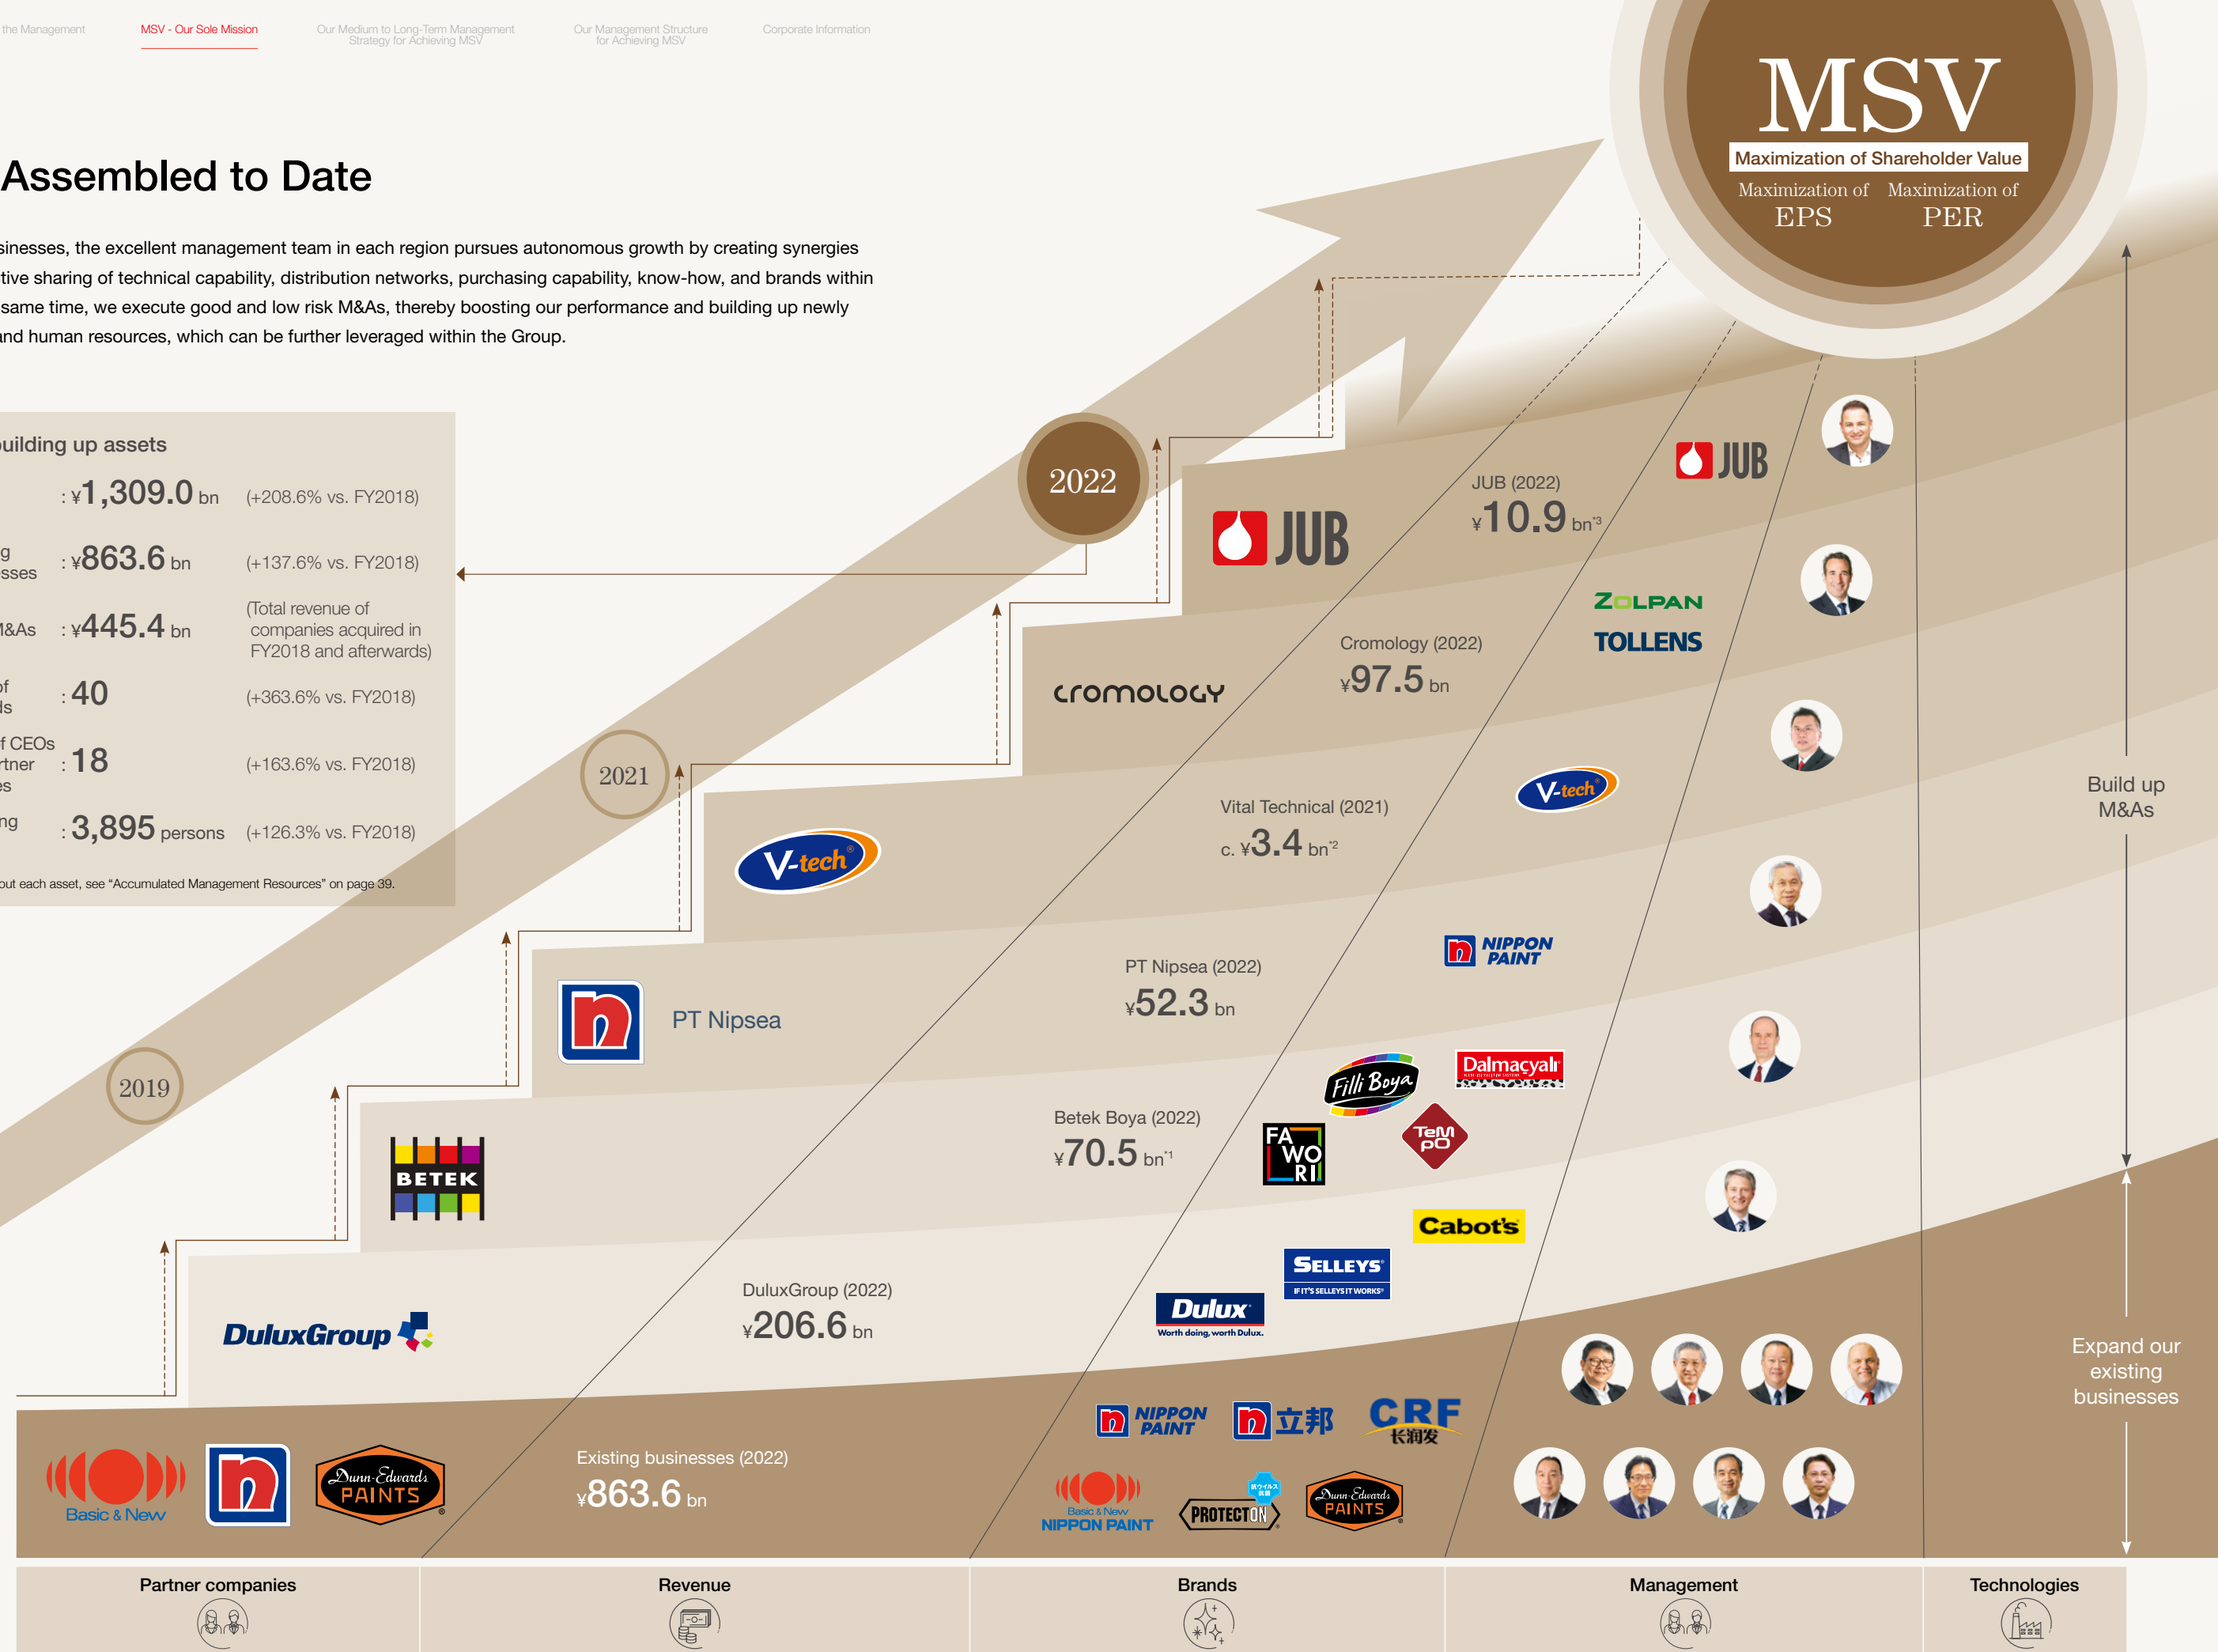 the Management
MSV - Our Sole Mission
Our Medium to Long-Term Management
Strategy for Achieving MSV
Our Management Structure
for Achieving MSV
Corporate Information
MSV
Maximization of Shareholder Value
Maximization of
EPS
Maximization of
PER
Assembled to Date
sinesses, the excellent management team in each region pursues autonomous growth by creating synergies
tive sharing of technical capability, distribution networks, purchasing capability, know-how, and brands within
same time, we execute good and low risk M&As, thereby boosting our performance and building up newly
and human resources, which can be further leveraged within the Group.
building up assets
: ¥1,309.0 bn (+208.6% vs. FY2018)
g
sses
: ¥863.6 bn (+137.6% vs. FY2018)
M&As : ¥445.4 bn
(Total revenue of
companies acquired in
FY2018 and afterwards)
of
ds
: 40 (+363.6% vs. FY2018)
of CEOs
rtner
es
: 18 (+163.6% vs. FY2018)
ng
: 3,895 persons (+126.3% vs. FY2018)
out each asset, see “Accumulated Management Resources” on page 39.
2022
2021
2019
JUB
JUB (2022)
¥10.9 bn*3
JUB
CROMOLOGY
Cromology (2022)
¥97.5 bn
ZOLPAN
TOLLENS
V-tech®
Vital Technical (2021)
c. ¥3.4 bn*2
V-tech®
n
PT Nipsea
PT Nipsea (2022)
¥52.3 bn
n NIPPON
PAINT
BETEK
Betek Boya (2022)
¥70.5 bn*1
Filli Boya
Dalmaçyalı
FAWORI
TeMpO
DuluxGroup
DuluxGroup (2022)
¥206.6 bn
Cabot's
SELLEYS®
IF IT'S SELLEYS IT WORKS®
Dulux
Worth doing, worth Dulux.
Basic & New
n
Dunn-Edwards
PAINTS®
Existing businesses (2022)
¥863.6 bn
n NIPPON
PAINT
n 立邦
CRF
长润发
Basic & New
NIPPON PAINT
抗ウイルス
抗菌
PROTECTON®
Dunn-Edwards
PAINTS®
Build up
M&As
Expand our
existing
businesses
Partner companies
Revenue
Brands
Management
Technologies